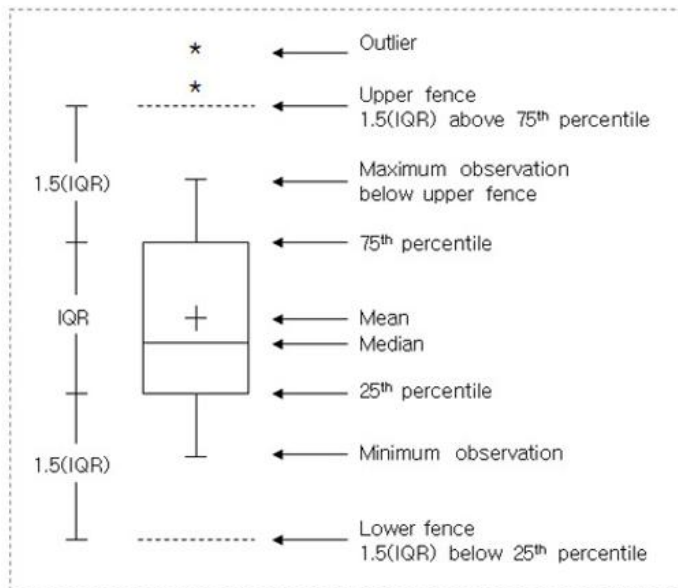 Outlier
Upper fence
1.5(IQR) above 75th percentile
1.5(IQR)
Maximum observation
below upper fence
75th percentile
IQR
Mean
Median
25th percentile
1.5(IQR)
Minimum observation
Lower fence
1.5(IQR) below 25th percentile